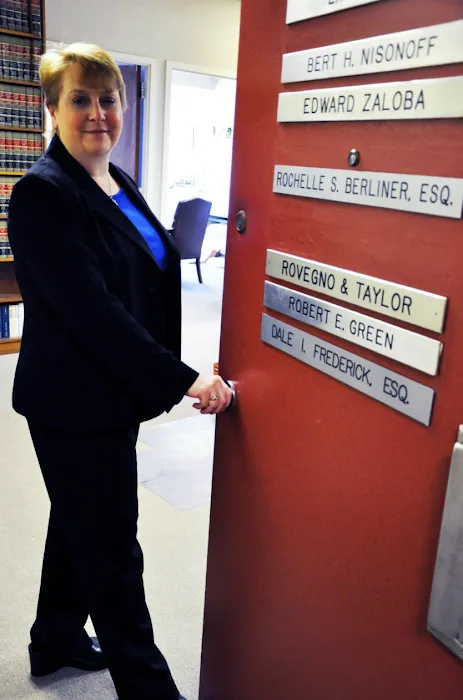 BERT H. NISONOFF
EDWARD ZALOBA
ROCHELLE S. BERLINER, ESQ.
ROVEGNO & TAYLOR
ROBERT E. GREEN
DALE I. FREDERICK, ESQ.